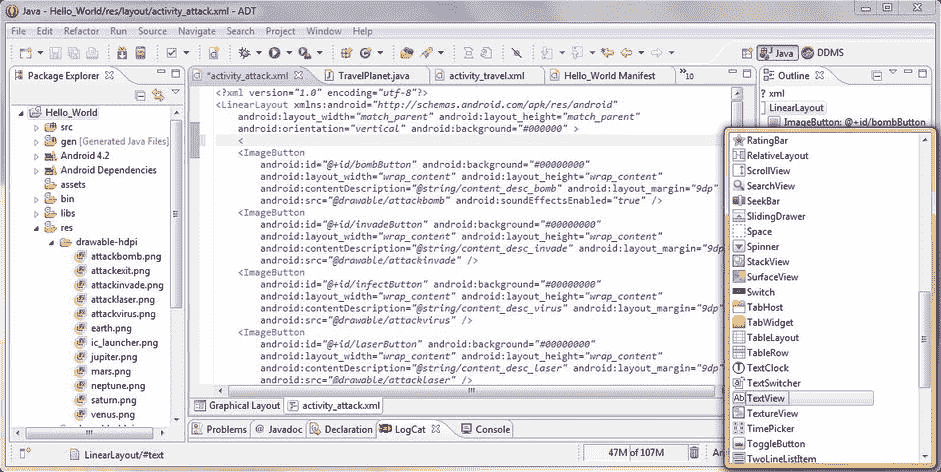 Java - Hello_World/res/layout/activity_attack.xml - ADT
File Edit Refactor Run Source Navigate Search Project Window Help
Java DDMS
Package Explorer
*activity_attack.xml TravelPlanet.java activity_travel.xml Hello_World Manifest »10
Outline
Hello_World
src
gen [Generated Java Files]
Android 4.2
Android Dependencies
assets
bin
libs
res
drawable-hdpi
attackbomb.png
attackexit.png
attackinvade.png
attacklaser.png
attackvirus.png
earth.png
ic_launcher.png
jupiter.png
mars.png
neptune.png
saturn.png
venus.png
<?xml version="1.0" encoding="utf-8"?>
<LinearLayout xmlns:android="http://schemas.android.com/apk/res/android"
android:layout_width="match_parent" android:layout_height="match_parent"
android:orientation="vertical" android:background="#000000" >
<
<ImageButton
android:id="@+id/bombButton" android:background="#00000000"
android:layout_width="wrap_content" android:layout_height="wrap_content"
android:contentDescription="@string/content_desc_bomb" android:layout_margin="9dp"
android:src="@drawable/attackbomb" android:soundEffectsEnabled="true" />
<ImageButton
android:id="@+id/invadeButton" android:background="#00000000"
android:layout_width="wrap_content" android:layout_height="wrap_content"
android:contentDescription="@string/content_desc_invade" android:layout_margin="9dp"
android:src="@drawable/attackinvade" />
<ImageButton
android:id="@+id/infectButton" android:background="#00000000"
android:layout_width="wrap_content" android:layout_height="wrap_content"
android:contentDescription="@string/content_desc_virus" android:layout_margin="9dp"
android:src="@drawable/attackvirus" />
<ImageButton
android:id="@+id/laserButton" android:background="#00000000"
android:layout_width="wrap_content" android:layout_height="wrap_content"
android:contentDescription="@string/content_desc_laser" android:layout_margin="9dp"
android:src="@drawable/attacklaser" />
Graphical Layout activity_attack.xml
Problems @ Javadoc Declaration LogCat Console
? xml
LinearLayout
ImageButton: @+id/bombButton
RatingBar
RelativeLayout
ScrollView
SearchView
SeekBar
SlidingDrawer
Space
Spinner
StackView
SurfaceView
Switch
TabHost
TabWidget
TableLayout
TableRow
TextClock
TextSwitcher
Ab TextView
TextureView
TimePicker
ToggleButton
TwoLineListItem
LinearLayout/#text
47M of 107M